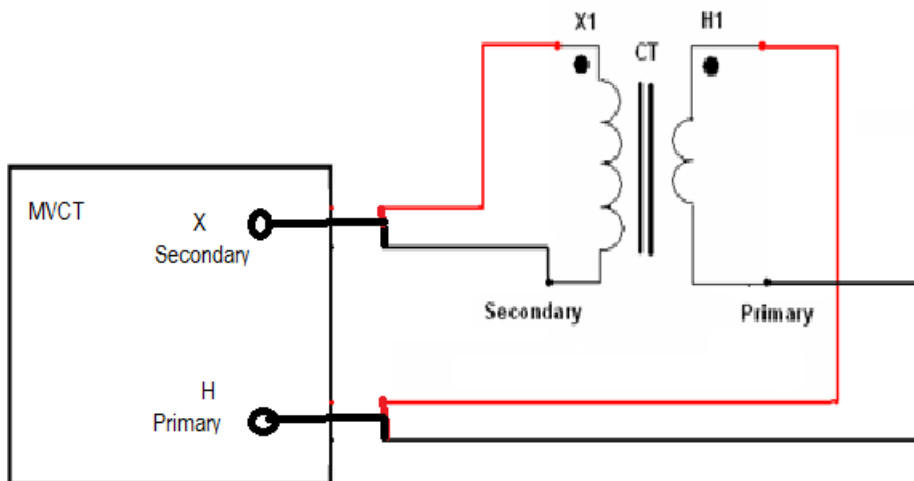 X1
H1
CT
MVCT
X
Secondary
Secondary
Primary
H
Primary